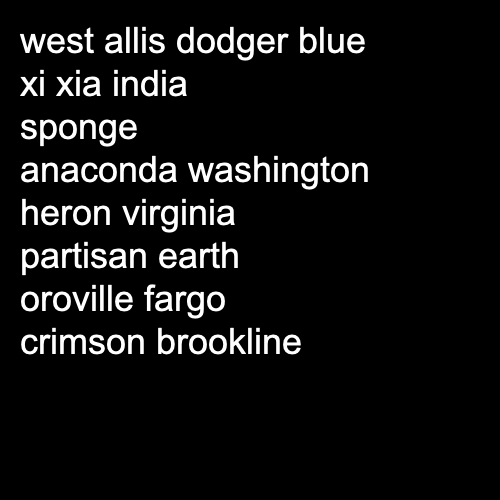 west allis dodger blue
xi xia india
sponge
anaconda washington
heron virginia
partisan earth
oroville fargo
crimson brookline